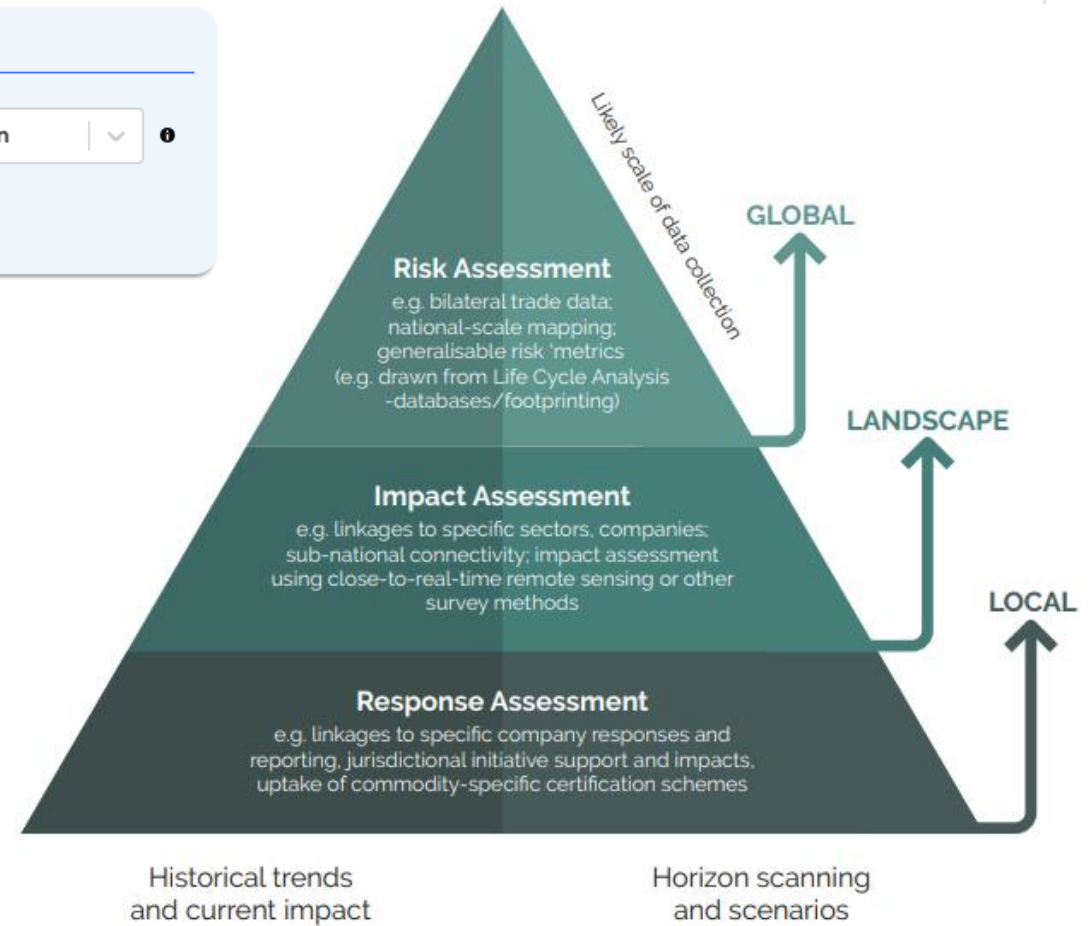 n
Likely scale of data collection
GLOBAL
Risk Assessment
e.g. bilateral trade data;
national-scale mapping;
generalisable risk 'metrics
(e.g. drawn from Life Cycle Analysis
-databases/footprinting)
LANDSCAPE
Impact Assessment
e.g. linkages to specific sectors, companies;
sub-national connectivity; impact assessment
using close-to-real-time remote sensing or other
survey methods
LOCAL
Response Assessment
e.g. linkages to specific company responses and
reporting, jurisdictional initiative support and impacts,
uptake of commodity-specific certification schemes
Historical trends
and current impact
Horizon scanning
and scenarios